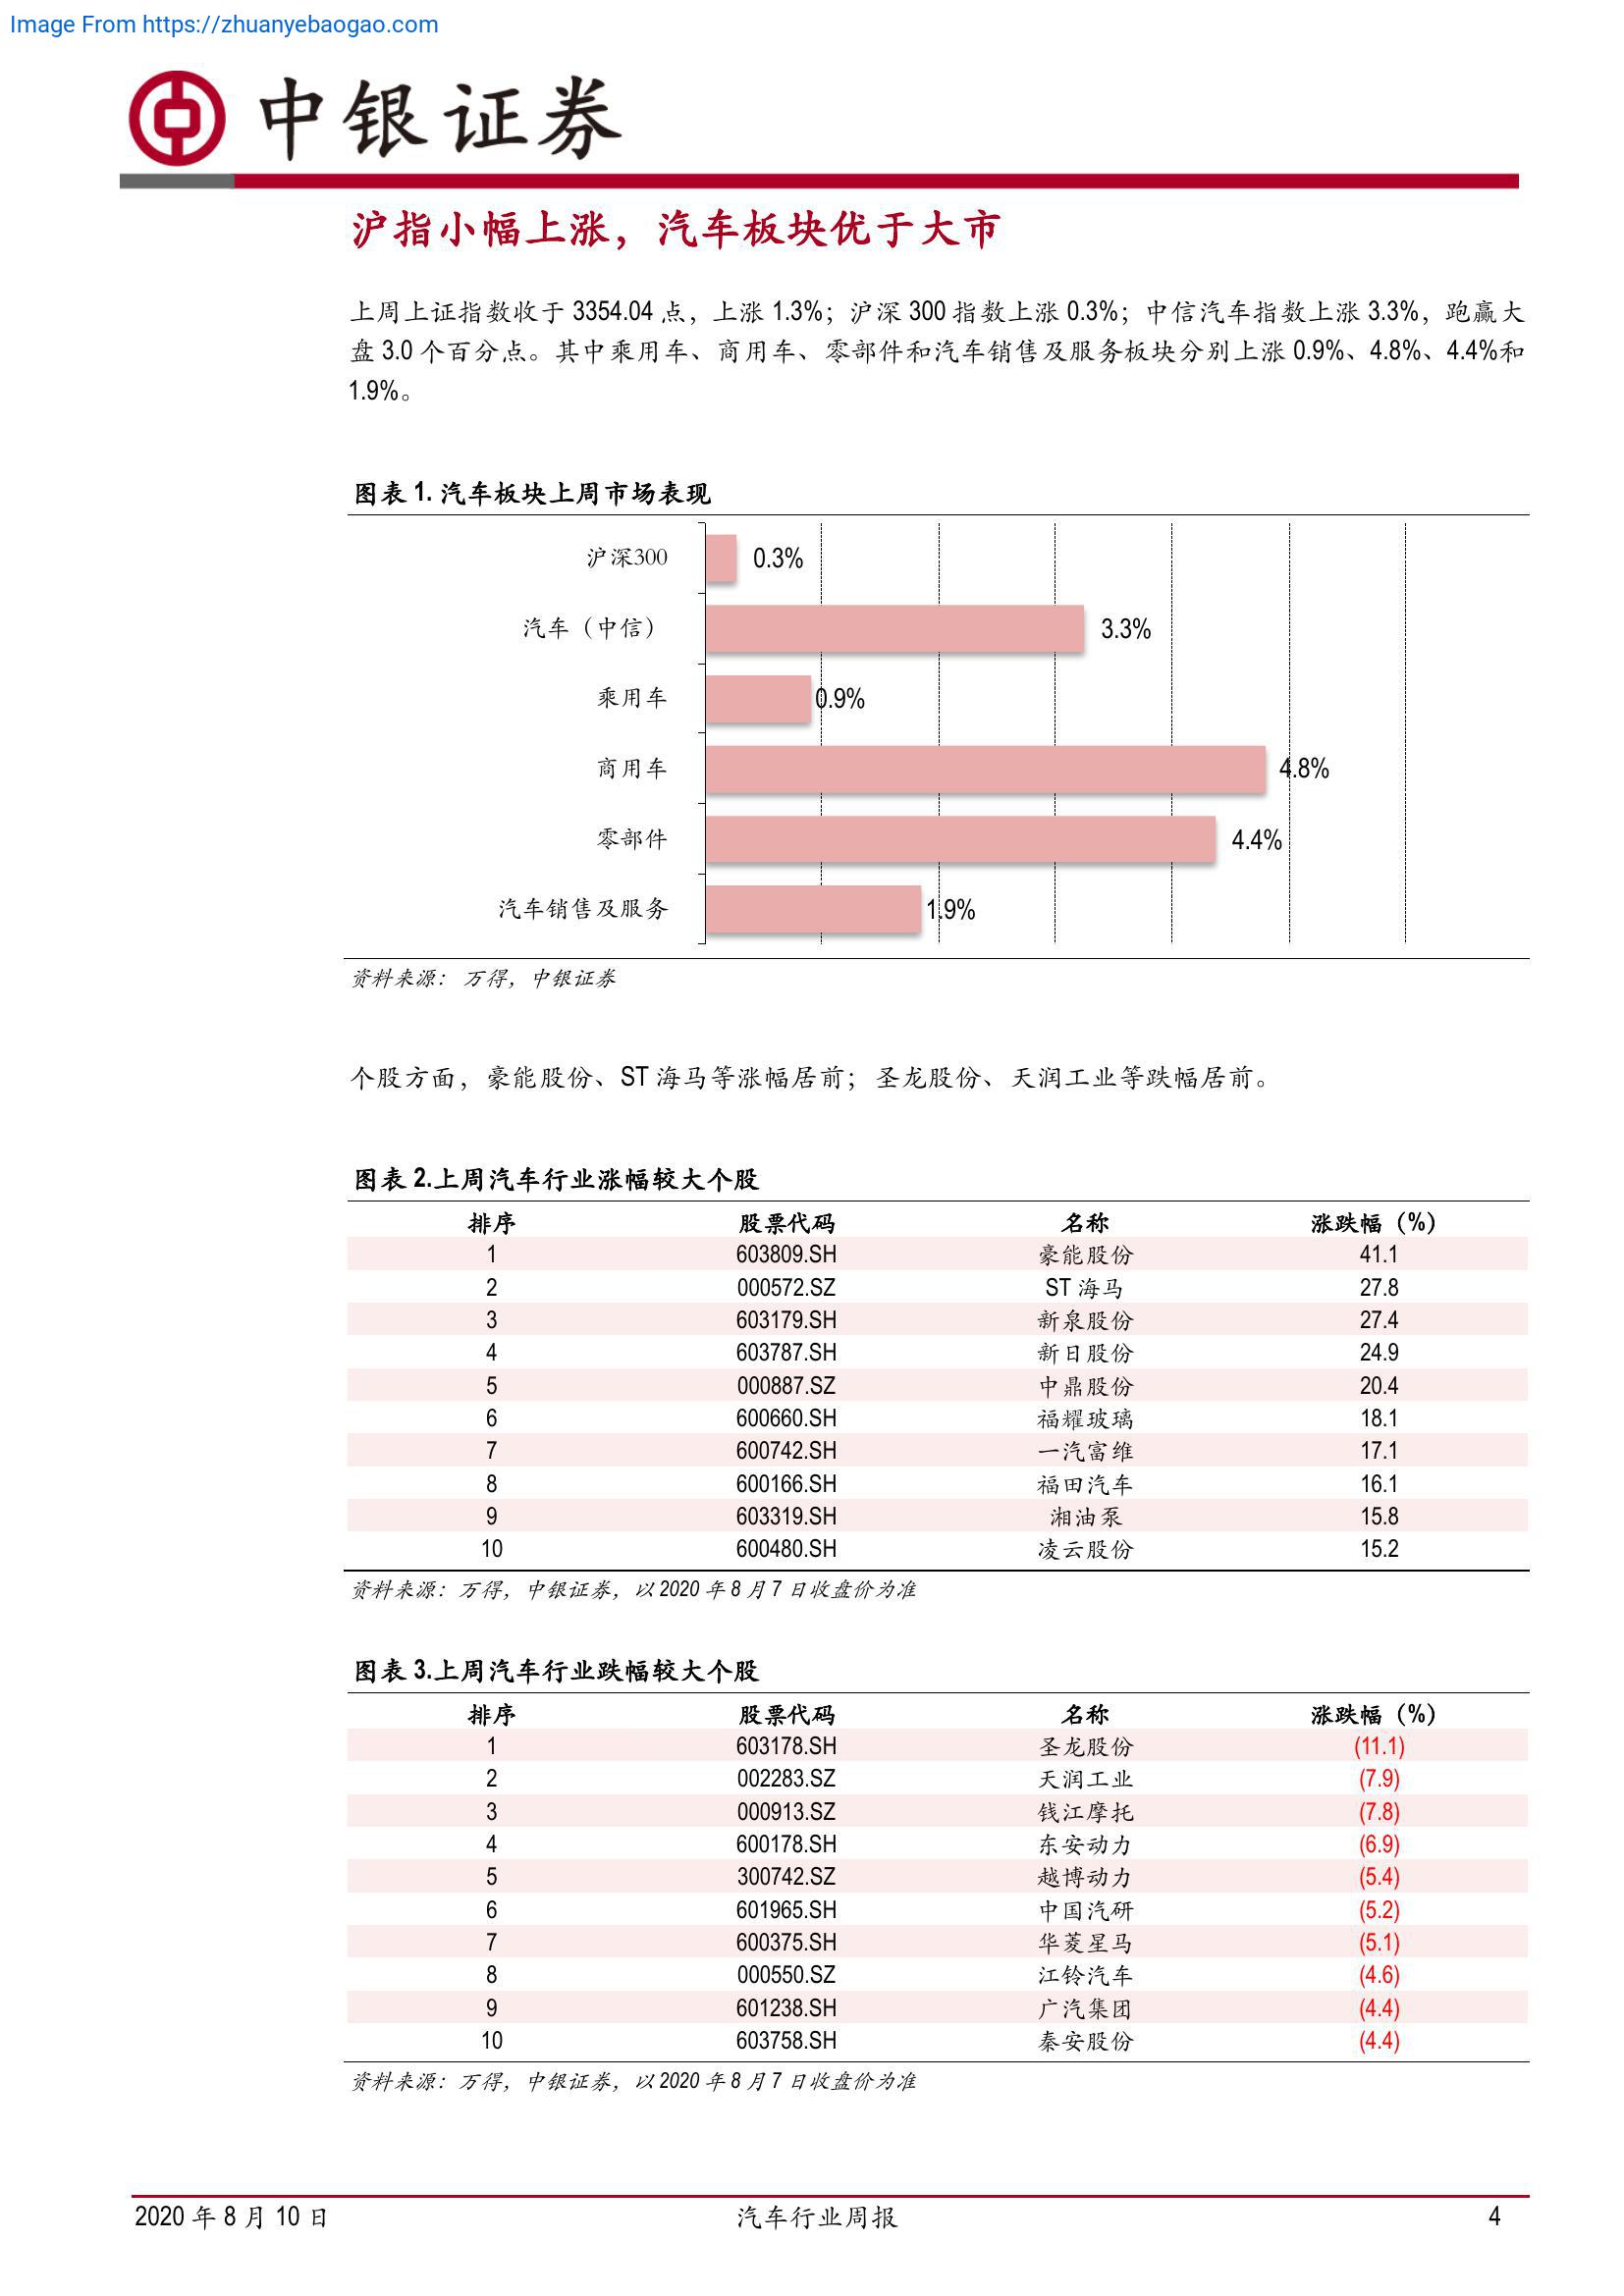 Image From https://zhuanyebaogao.com
中银证券
沪指小幅上涨，汽车板块优于大市
上周上证指数收于 3354.04 点，上涨 1.3%；沪深 300 指数上涨 0.3%；中信汽车指数上涨 3.3%，跑赢大
盘 3.0 个百分点。其中乘用车、商用车、零部件和汽车销售及服务板块分别上涨 0.9%、4.8%、4.4%和
1.9%。
图表 1. 汽车板块上周市场表现
沪深300 0.3%
汽车（中信） 3.3%
乘用车 0.9%
商用车 4.8%
零部件 4.4%
汽车销售及服务 1.9%
资料来源： 万得，中银证券
个股方面，豪能股份、ST 海马等涨幅居前；圣龙股份、天润工业等跌幅居前。
图表 2.上周汽车行业涨幅较大个股
排序 股票代码 名称 涨跌幅（%）
1 603809.SH 豪能股份 41.1
2 000572.SZ ST 海马 27.8
3 603179.SH 新泉股份 27.4
4 603787.SH 新日股份 24.9
5 000887.SZ 中鼎股份 20.4
6 600660.SH 福耀玻璃 18.1
7 600742.SH 一汽富维 17.1
8 600166.SH 福田汽车 16.1
9 603319.SH 湘油泵 15.8
10 600480.SH 凌云股份 15.2
资料来源：万得，中银证券，以 2020 年 8 月 7 日收盘价为准
图表 3.上周汽车行业跌幅较大个股
排序 股票代码 名称 涨跌幅（%）
1 603178.SH 圣龙股份 (11.1)
2 002283.SZ 天润工业 (7.9)
3 000913.SZ 钱江摩托 (7.8)
4 600178.SH 东安动力 (6.9)
5 300742.SZ 越博动力 (5.4)
6 601965.SH 中国汽研 (5.2)
7 600375.SH 华菱星马 (5.1)
8 000550.SZ 江铃汽车 (4.6)
9 601238.SH 广汽集团 (4.4)
10 603758.SH 秦安股份 (4.4)
资料来源：万得，中银证券，以 2020 年 8 月 7 日收盘价为准
2020 年 8 月 10 日 汽车行业周报 4